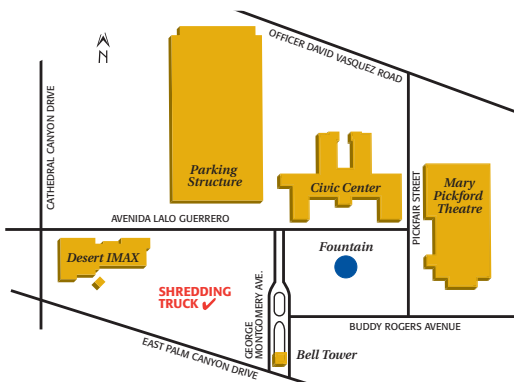 OFFICER DAVID VASQUEZ ROAD
N
CATHEDRAL CANYON DRIVE
Parking
Structure
Civic Center
PICKFAIR STREET
Mary
Pickford
Theatre
AVENIDA LALO GUERRERO
Desert IMAX
Fountain
SHREDDING
TRUCK ✓
GEORGE
MONTGOMERY AVE.
BUDDY ROGERS AVENUE
EAST PALM CANYON DRIVE
Bell Tower